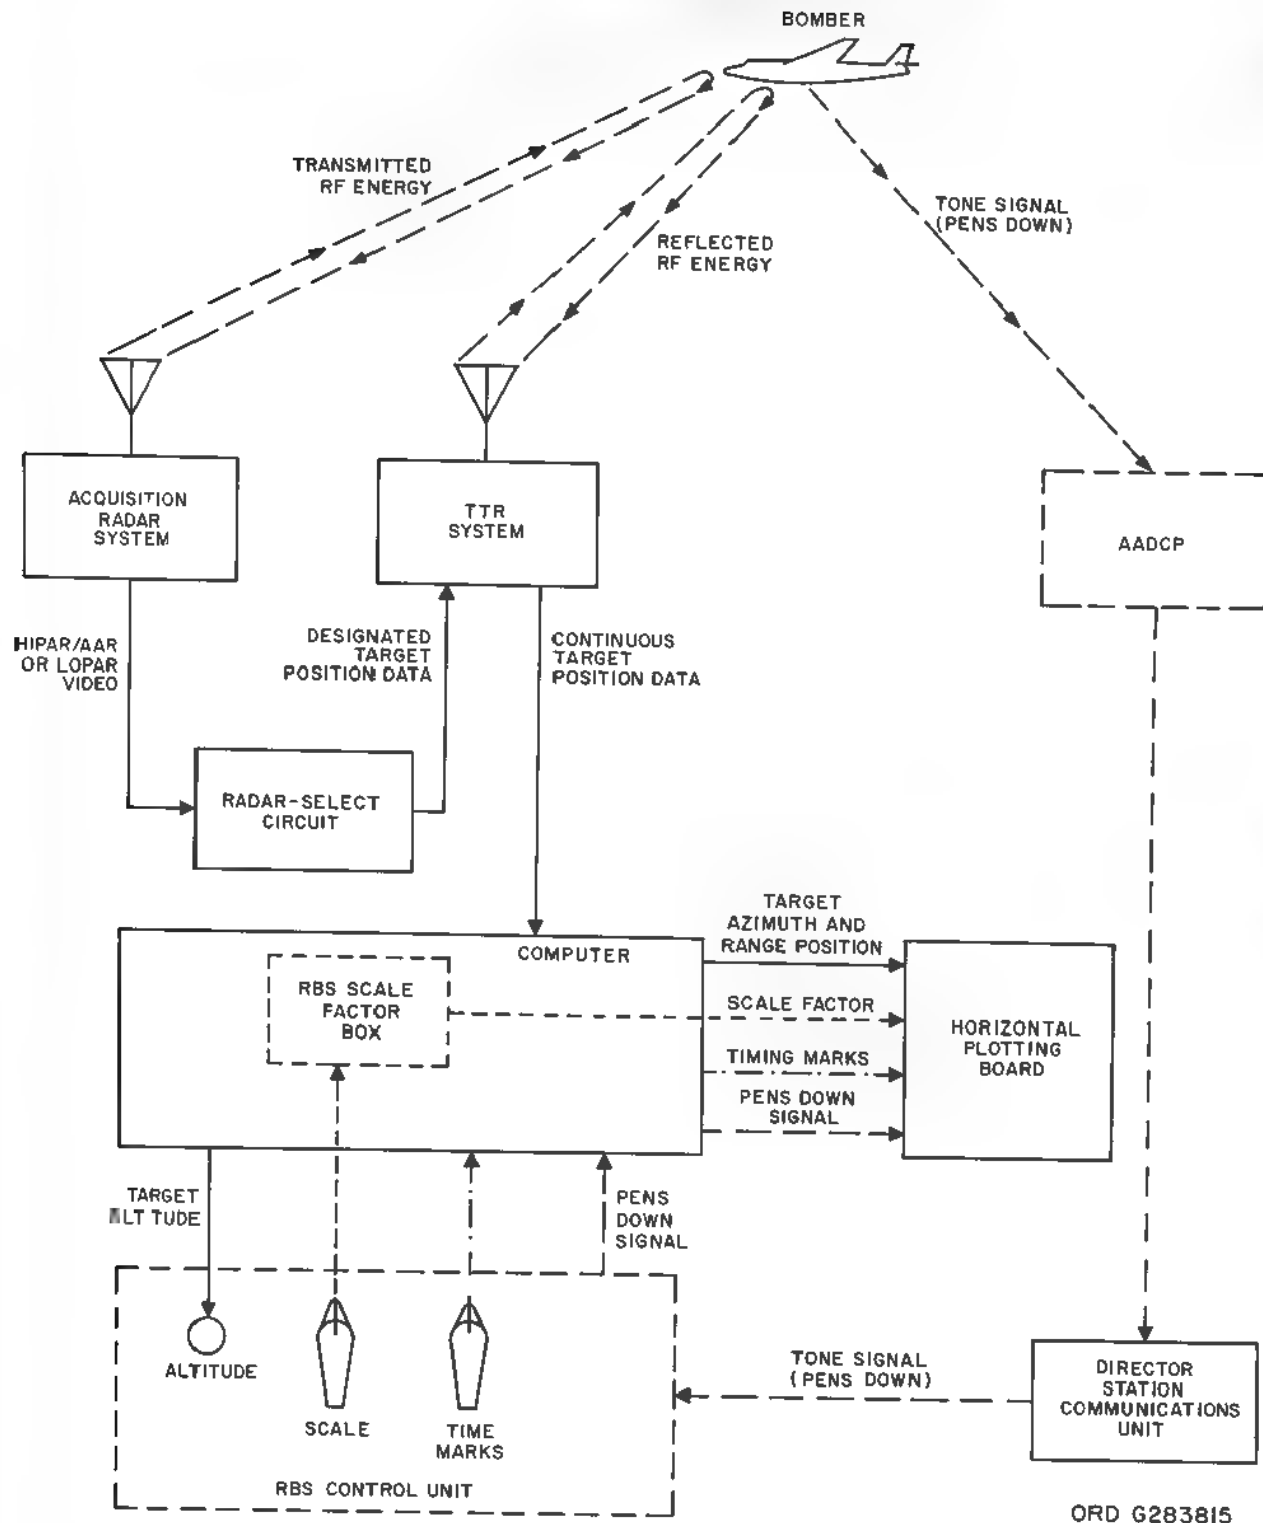 BOMBER
TRANSMITTED
RF ENERGY
TONE SIGNAL
(PENS DOWN)
REFLECTED
RF ENERGY
ACQUISITION
RADAR
SYSTEM
TTR
SYSTEM
AADCP
HIPAR/AAR
OR LOPAR
VIDEO
DESIGNATED
TARGET
POSITION DATA
CONTINUOUS
TARGET
POSITION DATA
RADAR-SELECT
CIRCUIT
COMPUTER
RBS SCALE
FACTOR
BOX
TARGET
AZIMUTH AND
RANGE POSITION
SCALE FACTOR
TIMING MARKS
PENS DOWN
SIGNAL
HORIZONTAL
PLOTTING
BOARD
TARGET
PENS
DOWN
SIGNAL
ALTITUDE
SCALE
TIME
MARKS
RBS CONTROL UNIT
TONE SIGNAL
(PENS DOWN)
DIRECTOR
STATION
COMMUNICATIONS
UNIT
ORD G283815